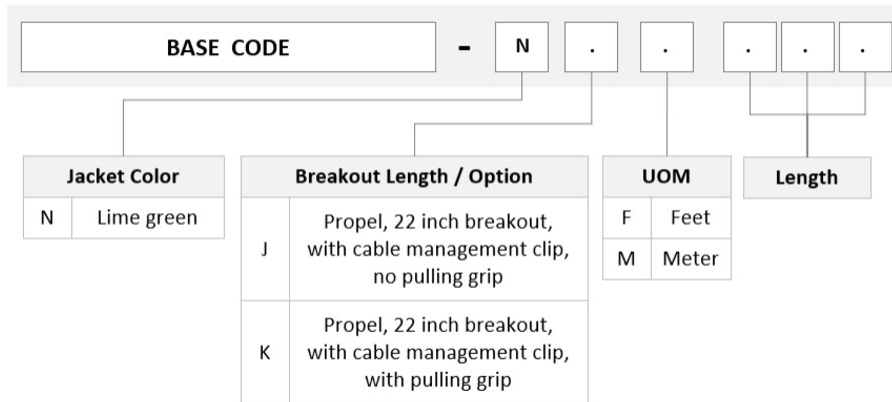 BASE CODE - N . . . . .
Jacket Color
N Lime green
Breakout Length / Option
J Propel, 22 inch breakout,
with cable management clip,
no pulling grip
K Propel, 22 inch breakout,
with cable management clip,
with pulling grip
UOM
F Feet
M Meter
Length